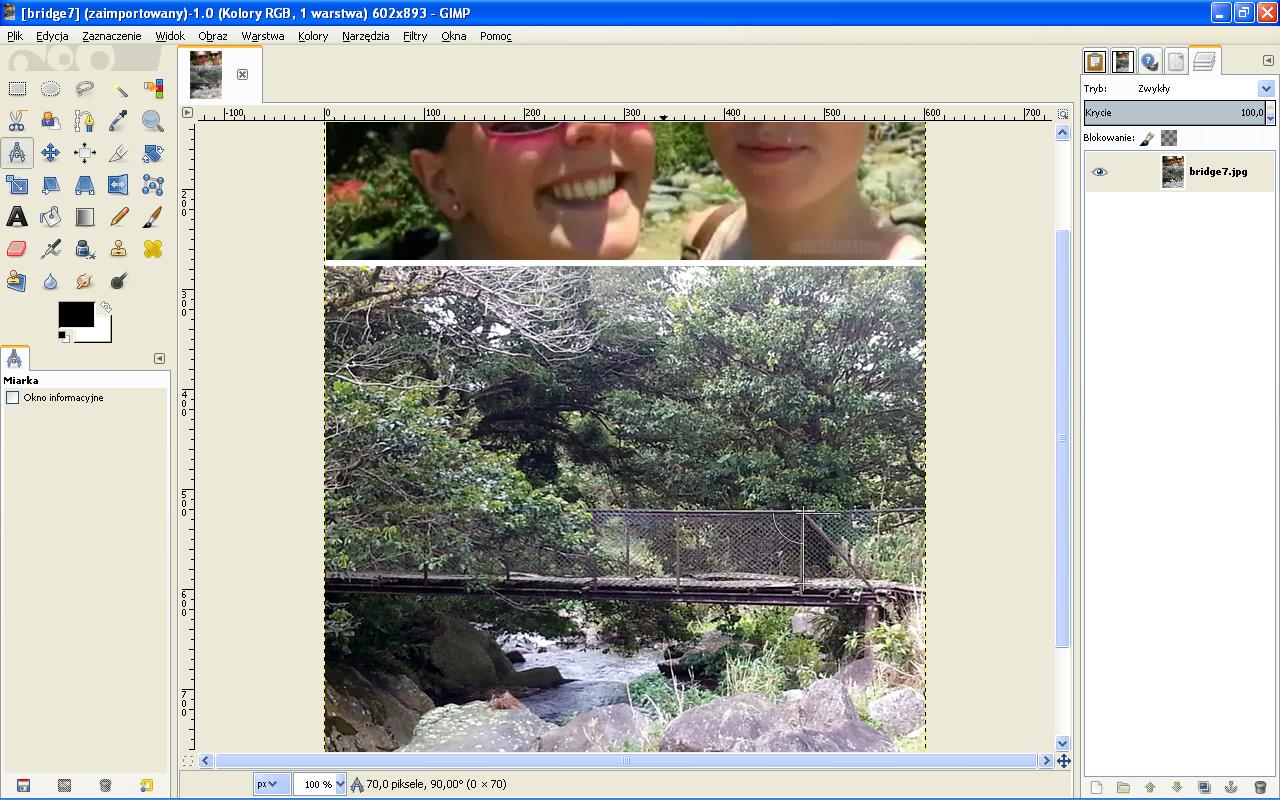 [bridge7] (zaimportowany)-1.0 (Kolory RGB, 1 warstwa) 602x893 – GIMP
Plik Edycja Zaznaczenie Widok Obraz Warstwa Kolory Narzędzia Filtry Okna Pomoc
-100 0 100 200 300 400 500 600 700
200
300
400
500
600
700
Miarka
Okno informacyjne
px 100 % 70,0 piksele, 90,00° (0 × 70)
Tryb: Zwykły
Krycie 100,0
Blokowanie:
bridge7.jpg